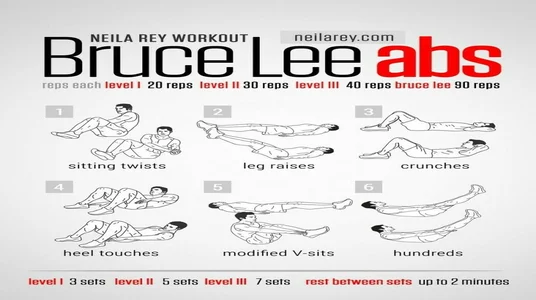 NEILA REY WORKOUT neilarey.com
Bruce Lee abs
reps each level I 20 reps level II 30 reps level III 40 reps bruce lee 90 reps
1 2 3
sitting twists leg raises crunches
4 5 6
heel touches modified V-sits hundreds
level I 3 sets level II 5 sets level III 7 sets rest between sets up to 2 minutes